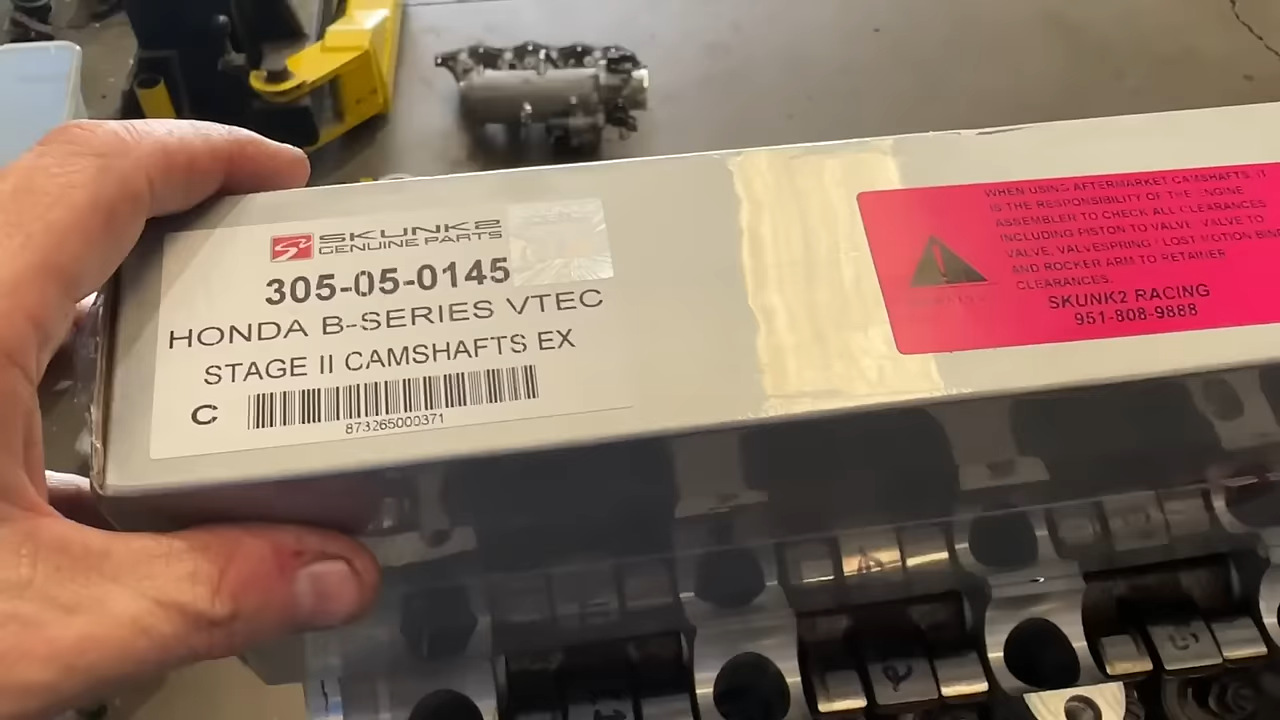 SKUNK2
GENUINE PARTS
305-05-0145
HONDA B-SERIES VTEC
STAGE II CAMSHAFTS EX
C
873265000371
WHEN USING AFTERMARKET CAMSHAFTS, IT
IS THE RESPONSIBILITY OF THE ENGINE
ASSEMBLER TO CHECK ALL CLEARANCES
INCLUDING PISTON TO VALVE, VALVE TO
VALVE, VALVESPRING / LOST MOTION BIND
AND ROCKER ARM TO RETAINER
CLEARANCES.
SKUNK2 RACING
951-808-9888